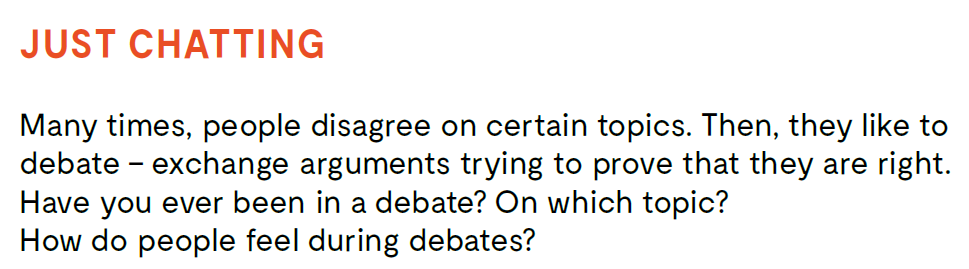 JUST CHATTING
Many times, people disagree on certain topics. Then, they like to
debate – exchange arguments trying to prove that they are right.
Have you ever been in a debate? On which topic?
How do people feel during debates?